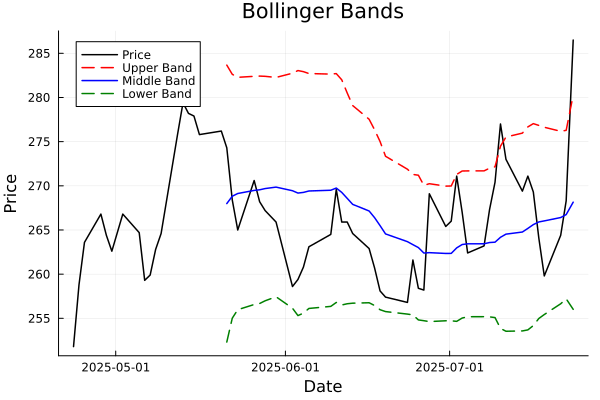 Bollinger Bands
Price
Upper Band
Middle Band
Lower Band
285
280
275
270
265
260
255
Price
2025-05-01
2025-06-01
2025-07-01
Date